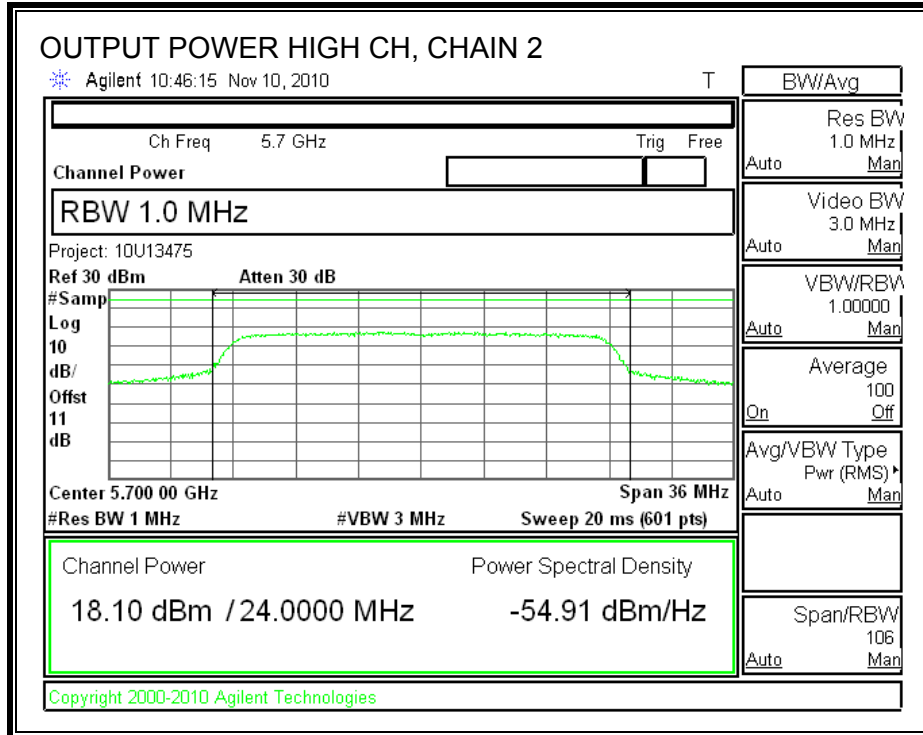 OUTPUT POWER HIGH CH, CHAIN 2
Agilent 10:46:15 Nov 10, 2010 T
Ch Freq 5.7 GHz Trig Free
Channel Power
RBW 1.0 MHz
Project: 10U13475
Ref 30 dBm Atten 30 dB
#Samp
Log
10
dB/
Offst
11
dB
Center 5.700 00 GHz Span 36 MHz
#Res BW 1 MHz #VBW 3 MHz Sweep 20 ms (601 pts)
Channel Power Power Spectral Density
18.10 dBm / 24.0000 MHz -54.91 dBm/Hz
Copyright 2000-2010 Agilent Technologies
BW/Avg
Res BW
1.0 MHz
Auto Man
Video BW
3.0 MHz
Auto Man
VBW/RBW
1.00000
Auto Man
Average
100
On Off
Avg/VBW Type
Pwr (RMS)
Auto Man
Span/RBW
106
Auto Man